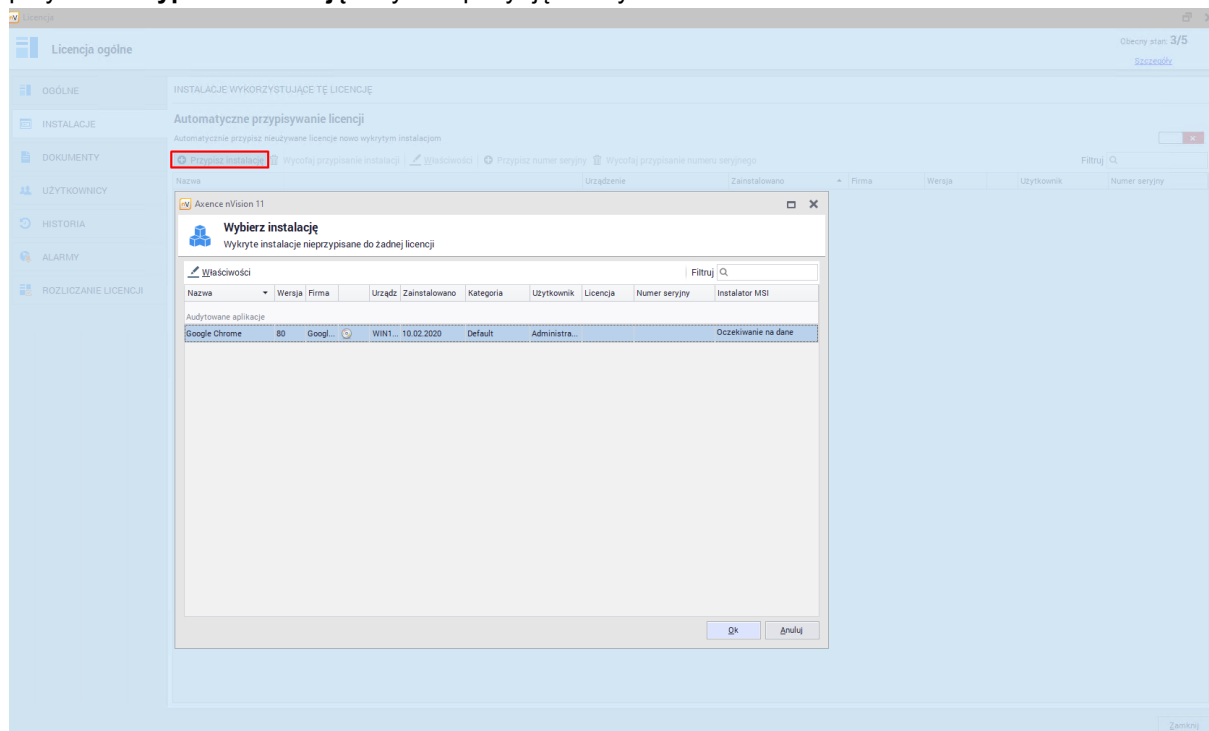 Licencja
Licencja ogólne
Obecny stan: 3/5
Szczegóły
OGÓLNE
INSTALACJE
DOKUMENTY
UŻYTKOWNICY
HISTORIA
ALARMY
ROZLICZANIE LICENCJI
INSTALACJE WYKORZYSTUJĄCE TĘ LICENCJĘ
Automatyczne przypisywanie licencji
Automatycznie przypisz nieużywane licencje nowo wykrytym instalacjom
Przypisz instalację Wycofaj przypisanie instalacji Właściwości Przypisz numer seryjny Wycofaj przypisanie numeru seryjnego Filtruj
Nazwa Urządzenie Zainstalowano Firma Wersja Użytkownik Numer seryjny
Axence nVision 11
Wybierz instalację
Wykryte instalacje nieprzypisane do żadnej licencji
Właściwości Filtruj
Nazwa Wersja Firma Urządz Zainstalowano Kategoria Użytkownik Licencja Numer seryjny Instalator MSI
Audytowane aplikacje
Google Chrome 80 Googl... WIN1... 10.02.2020 Default Administra... Oczekiwanie na dane
Ok Anuluj
Zamknij